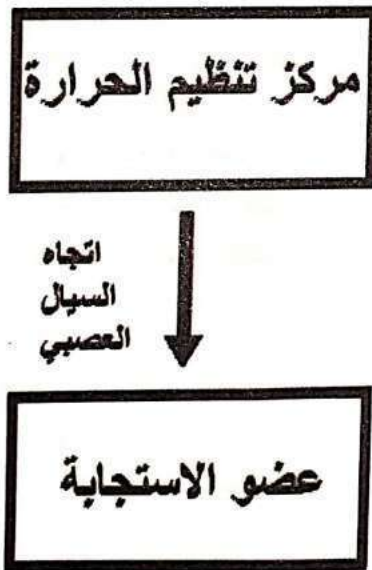 مركز تنظيم الحرارة
اتجاه
السيال
العصبي
عضو الاستجابة